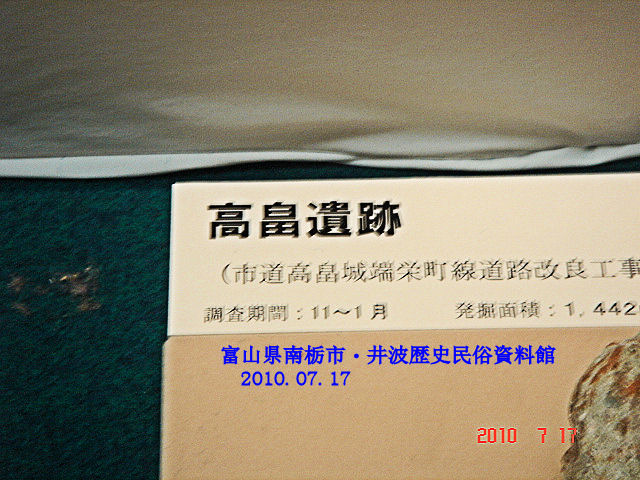 高畠遺跡
（市道高畠城端栄町線道路改良工事
調査期間：11～1月　発掘面積：1,442
富山県南栃市・井波歴史民俗資料館
2010.07.17
2010 7 17